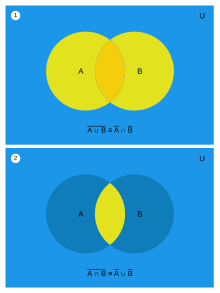 1
U
A B
A ∪ B ≡ A̅ ∩ B̅
2
U
A B
A ∩ B ≡ A̅ ∪ B̅